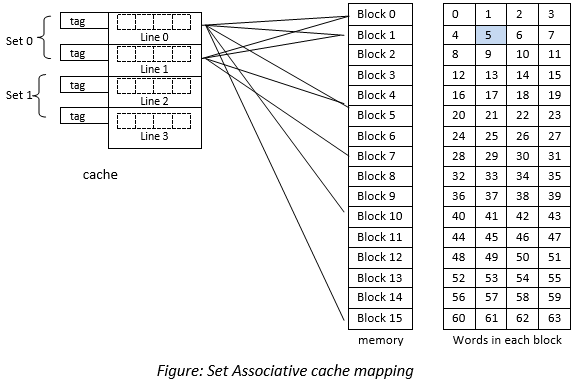 Set 0
tag
Line 0
tag
Line 1
Set 1
tag
Line 2
tag
Line 3
cache
Block 0
Block 1
Block 2
Block 3
Block 4
Block 5
Block 6
Block 7
Block 8
Block 9
Block 10
Block 11
Block 12
Block 13
Block 14
Block 15
memory
0 1 2 3
4 5 6 7
8 9 10 11
12 13 14 15
16 17 18 19
20 21 22 23
24 25 26 27
28 29 30 31
32 33 34 35
36 37 38 39
40 41 42 43
44 45 46 47
48 49 50 51
52 53 54 55
56 57 58 59
60 61 62 63
Words in each block
Figure: Set Associative cache mapping